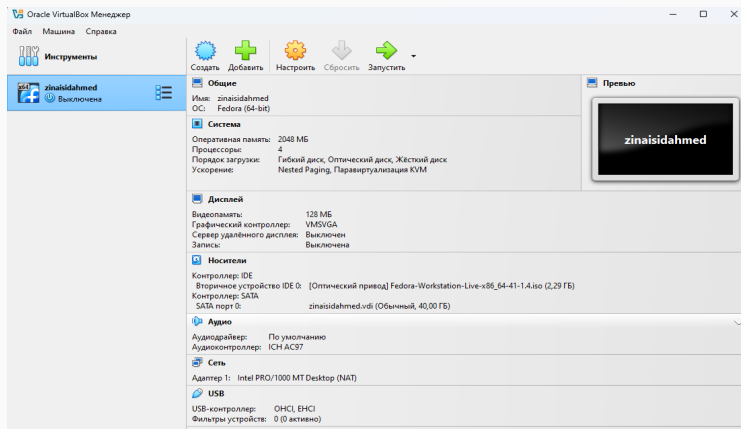 Oracle VirtualBox Менеджер
Файл Машина Справка
Инструменты
Создать Добавить Настроить Сбросить Запустить
x64
zinaisidahmed
Выключена
Общие
Имя: zinaisidahmed
ОС: Fedora (64-bit)
Превью
zinaisidahmed
Система
Оперативная память: 2048 МБ
Процессоры: 4
Порядок загрузки: Гибкий диск, Оптический диск, Жёсткий диск
Ускорение: Nested Paging, Паравиртуализация KVM
Дисплей
Видеопамять: 128 МБ
Графический контроллер: VMSVGA
Сервер удалённого дисплея: Выключен
Запись: Выключена
Носители
Контроллер: IDE
Вторичное устройство IDE 0: [Оптический привод] Fedora-Workstation-Live-x86_64-41-1.4.iso (2,29 ГБ)
Контроллер: SATA
SATA порт 0: zinaisidahmed.vdi (Обычный, 40,00 ГБ)
Аудио
Аудиодрайвер: По умолчанию
Аудиоконтроллер: ICH AC97
Сеть
Адаптер 1: Intel PRO/1000 MT Desktop (NAT)
USB
USB-контроллер: OHCI, EHCI
Фильтры устройств: 0 (0 активно)